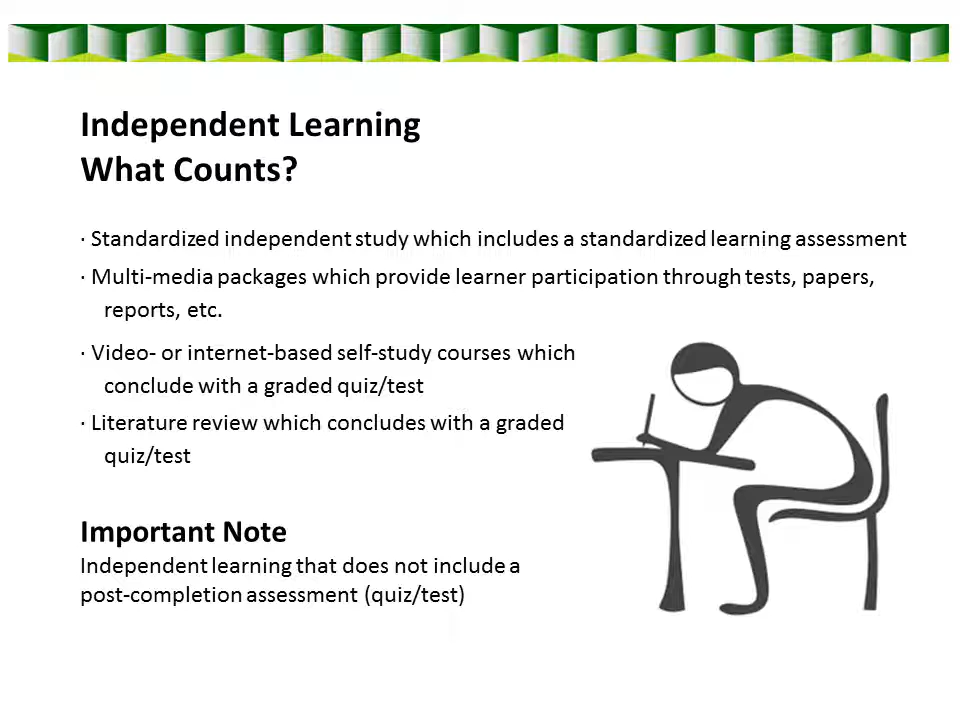 Independent Learning
What Counts?
· Standardized independent study which includes a standardized learning assessment
· Multi-media packages which provide learner participation through tests, papers,
reports, etc.
· Video- or internet-based self-study courses which
conclude with a graded quiz/test
· Literature review which concludes with a graded
quiz/test
Important Note
Independent learning that does not include a
post-completion assessment (quiz/test)